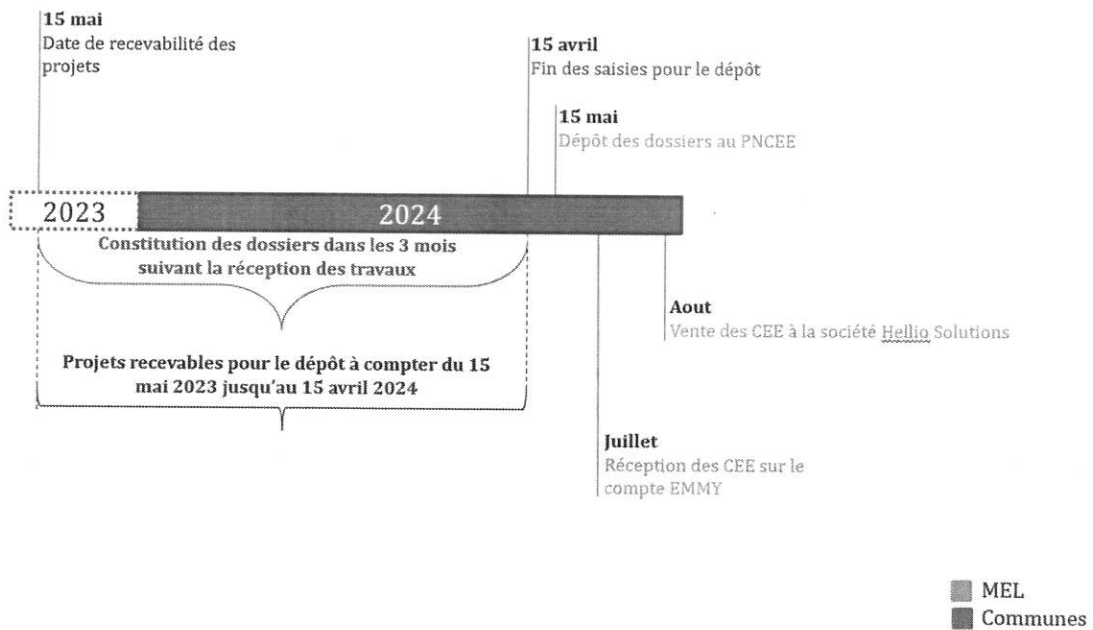 15 mai
Date de recevabilité des
projets
15 avril
Fin des saisies pour le dépôt
15 mai
Dépôt des dossiers au PNCEE
2023
2024
Constitution des dossiers dans les 3 mois
suivant la réception des travaux
Projets recevables pour le dépôt à compter du 15
mai 2023 jusqu'au 15 avril 2024
Aout
Vente des CEE à la société Hellio Solutions
Juillet
Réception des CEE sur le
compte EMMY
MEL
Communes